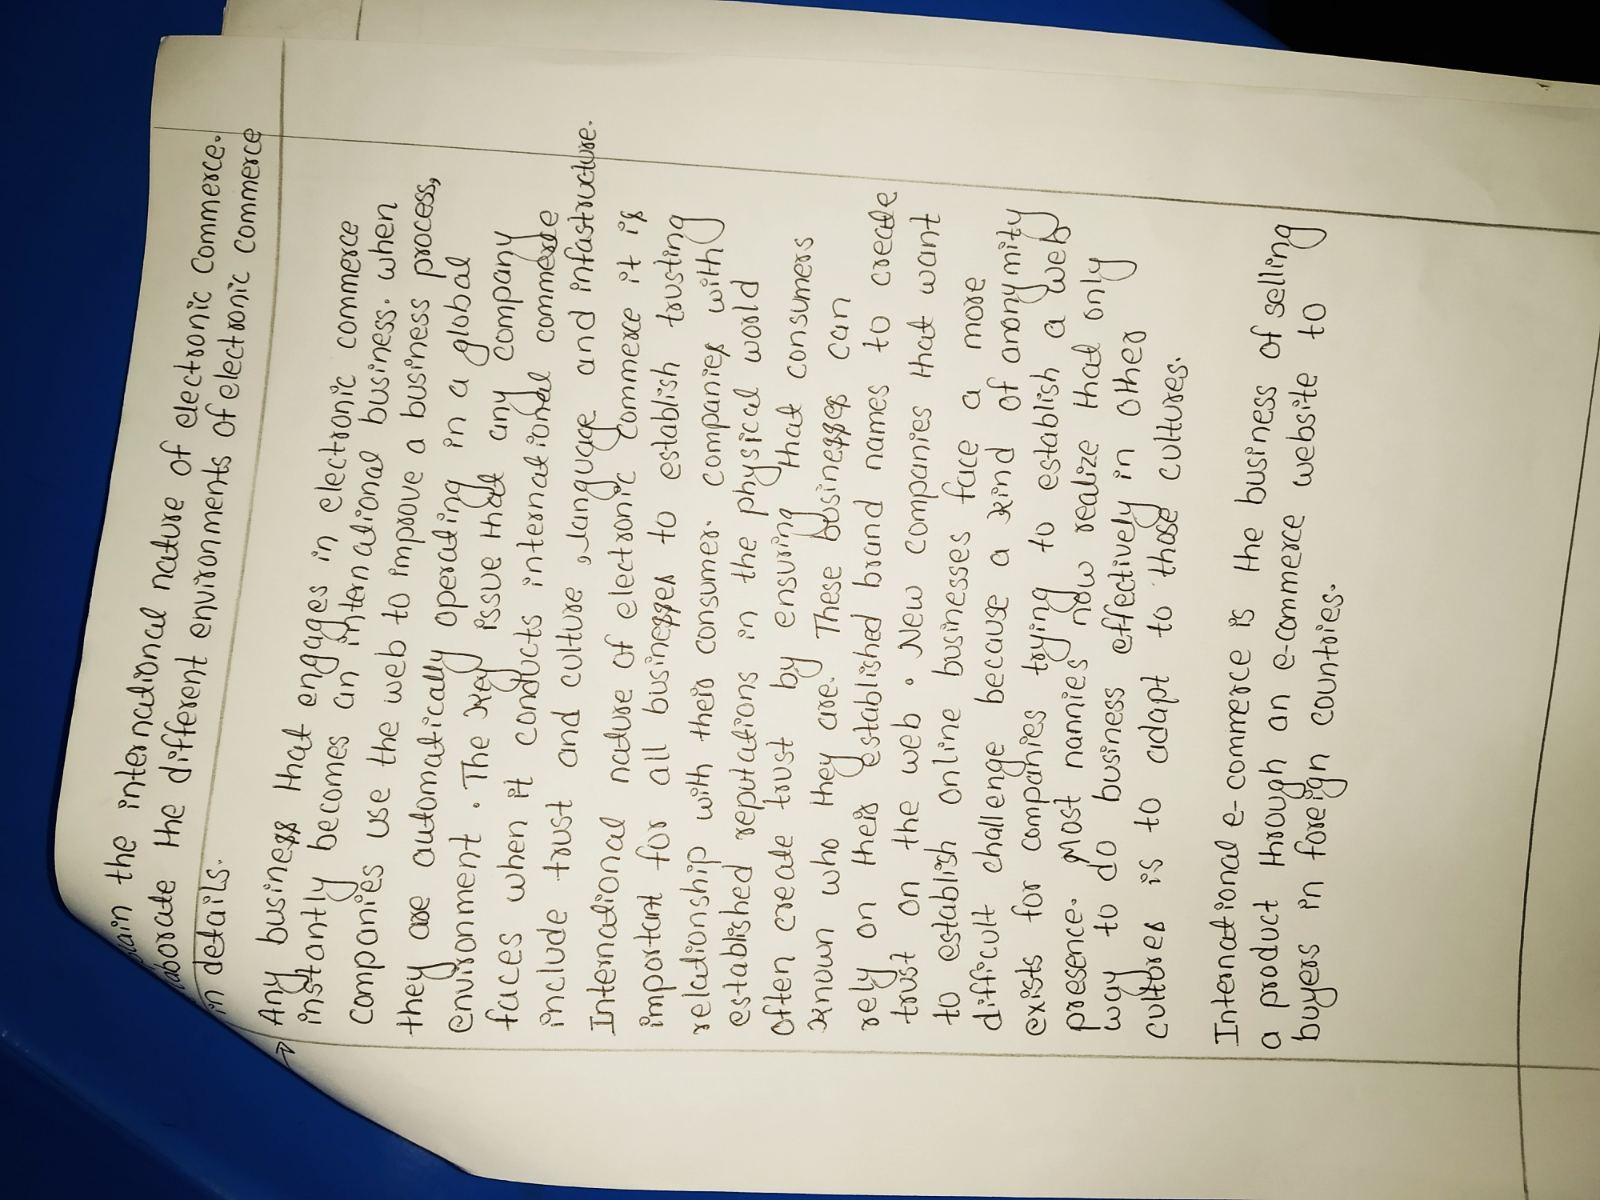 lain the international nature of electronic commerce.
laborate the different environments of electronic commerce
in details.
→ Any business that engages in electronic commerce
instantly becomes an international business. when
companies use the web to improve a business process,
they are automatically operating in a global
environment. The key issue that any company
faces when it conducts international commerce
include trust and culture, language and infastructure.
International nature of electronic commerce it is
important for all businesses to establish trusting
relationship with their consumer. companies with
established reputations in the physical world
often create trust by ensuring that consumers
known who they are. These businesses can
rely on their established brand names to create
trust on the web. New companies that want
to establish online businesses face a more
difficult challenge because a kind of anonymity
exists for companies trying to establish a web
presence. Most nannies now realize that only
way to do business effectively in other
cultures is to adapt to those cultures.
International e-commerce is the business of selling
a product through an e-commerce website to
buyers in foreign countries.